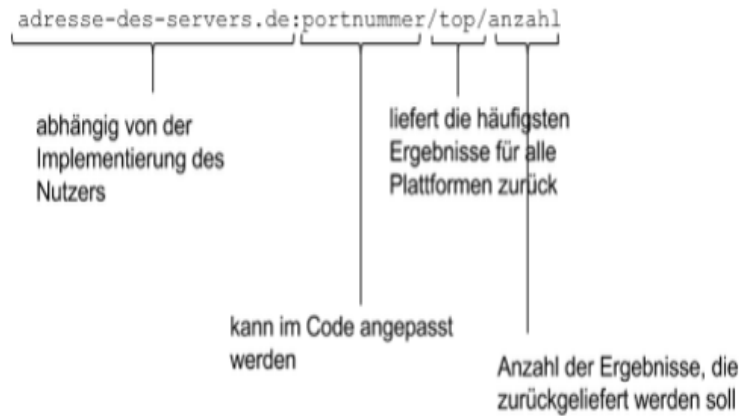 adresse-des-servers.de:portnummer/top/anzahl
abhängig von der
Implementierung des
Nutzers
liefert die häufigsten
Ergebnisse für alle
Plattformen zurück
kann im Code angepasst
werden
Anzahl der Ergebnisse, die
zurückgeliefert werden soll